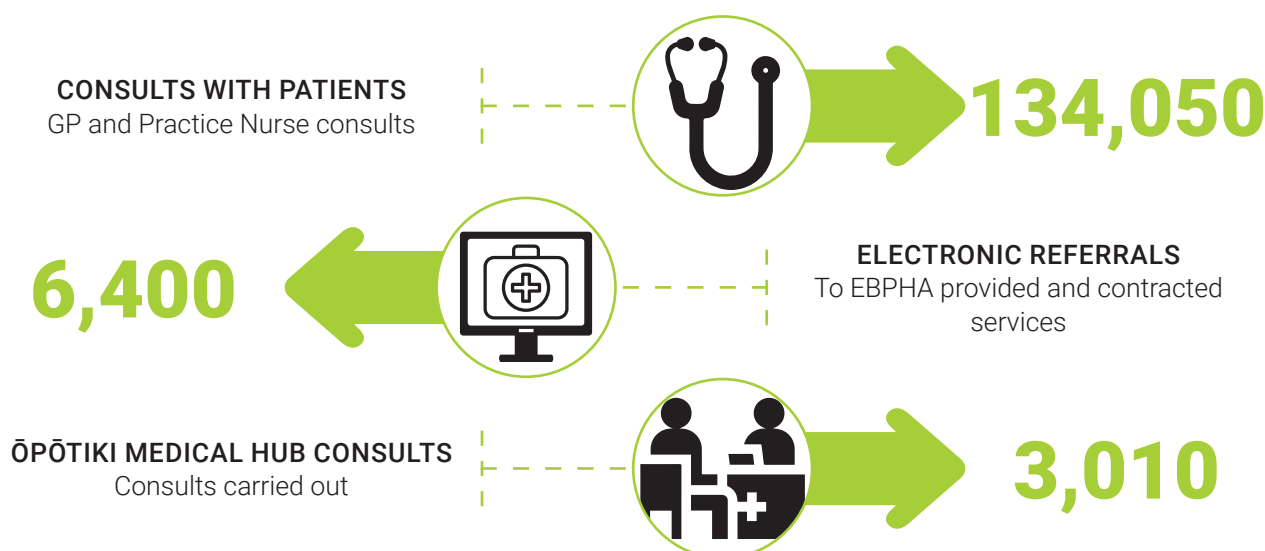 CONSULTS WITH PATIENTS
GP and Practice Nurse consults
134,050
6,400
ELECTRONIC REFERRALS
To EBPHA provided and contracted
services
ŌPŌTIKI MEDICAL HUB CONSULTS
Consults carried out
3,010